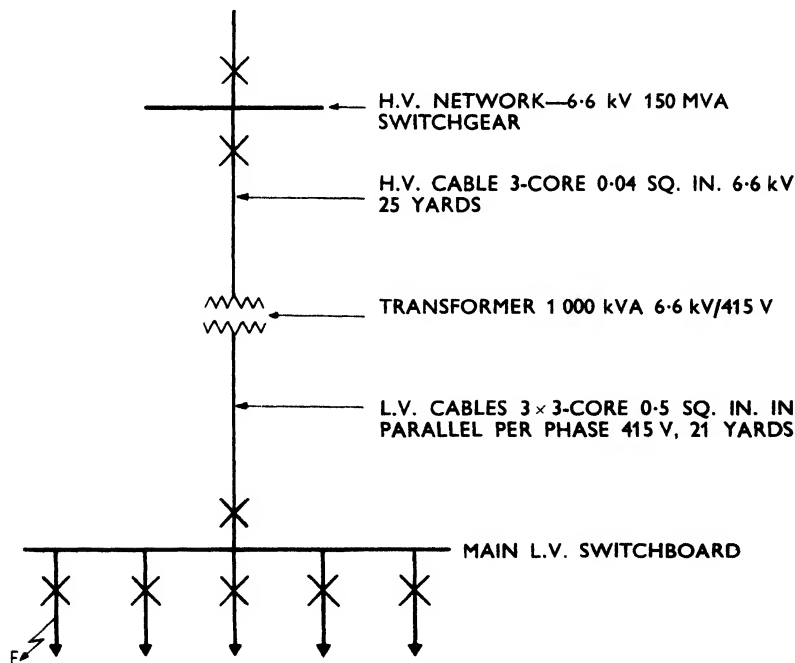 H.V. NETWORK—6·6 kV 150 MVA
SWITCHGEAR
H.V. CABLE 3-CORE 0·04 SQ. IN. 6·6 kV
25 YARDS
TRANSFORMER 1 000 kVA 6·6 kV/415 V
L.V. CABLES 3 × 3-CORE 0·5 SQ. IN. IN
PARALLEL PER PHASE 415 V, 21 YARDS
MAIN L.V. SWITCHBOARD
F